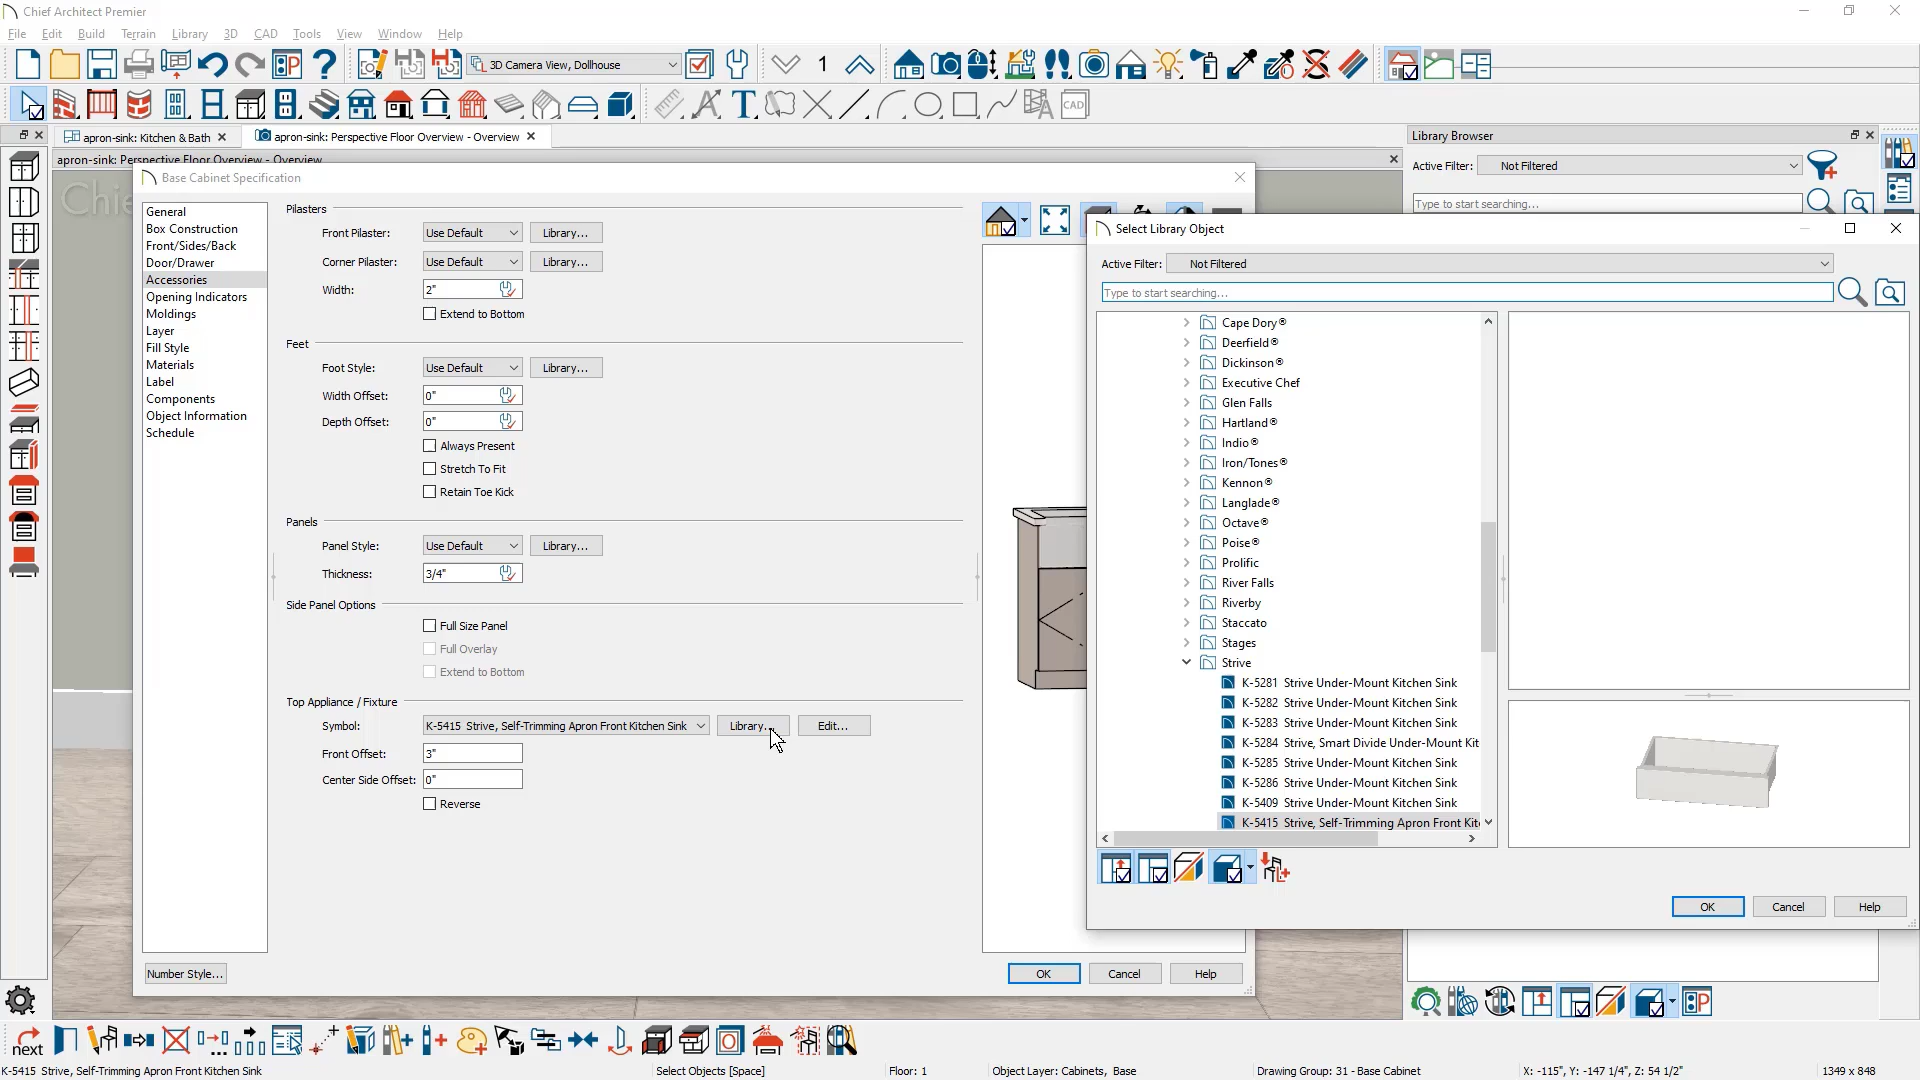 Chief Architect Premier
File Edit Build Terrain Library 3D CAD Tools View Window Help
3D Camera View, Dollhouse
1
CAD
apron-sink: Kitchen & Bath
apron-sink: Perspective Floor Overview - Overview
Library Browser
apron-sink: Perspective Floor Overview - Overview
Active Filter: Not Filtered
Type to start searching...
Chie
Base Cabinet Specification
General
Box Construction
Front/Sides/Back
Door/Drawer
Accessories
Opening Indicators
Moldings
Layer
Fill Style
Materials
Label
Components
Object Information
Schedule
Number Style...
Pilasters
Front Pilaster: Use Default Library...
Corner Pilaster: Use Default Library...
Width: 2"
Extend to Bottom
Feet
Foot Style: Use Default Library...
Width Offset: 0"
Depth Offset: 0"
Always Present
Stretch To Fit
Retain Toe Kick
Panels
Panel Style: Use Default Library...
Thickness: 3/4"
Side Panel Options
Full Size Panel
Full Overlay
Extend to Bottom
Top Appliance / Fixture
Symbol: K-5415 Strive, Self-Trimming Apron Front Kitchen Sink Library... Edit...
Front Offset: 3"
Center Side Offset: 0"
Reverse
OK Cancel Help
Select Library Object
Active Filter: Not Filtered
Type to start searching...
Cape Dory®
Deerfield®
Dickinson®
Executive Chef
Glen Falls
Hartland®
Indio®
Iron/Tones®
Kennon®
Langlade®
Octave®
Poise®
Prolific
River Falls
Riverby
Staccato
Stages
Strive
K-5281 Strive Under-Mount Kitchen Sink
K-5282 Strive Under-Mount Kitchen Sink
K-5283 Strive Under-Mount Kitchen Sink
K-5284 Strive, Smart Divide Under-Mount Kit
K-5285 Strive Under-Mount Kitchen Sink
K-5286 Strive Under-Mount Kitchen Sink
K-5409 Strive Under-Mount Kitchen Sink
K-5415 Strive, Self-Trimming Apron Front Kit
OK Cancel Help
next
K-5415 Strive, Self-Trimming Apron Front Kitchen Sink Select Objects [Space] Floor: 1 Object Layer: Cabinets, Base Drawing Group: 31 - Base Cabinet X: -115", Y: -147 1/4", Z: 54 1/2" 1349 x 848